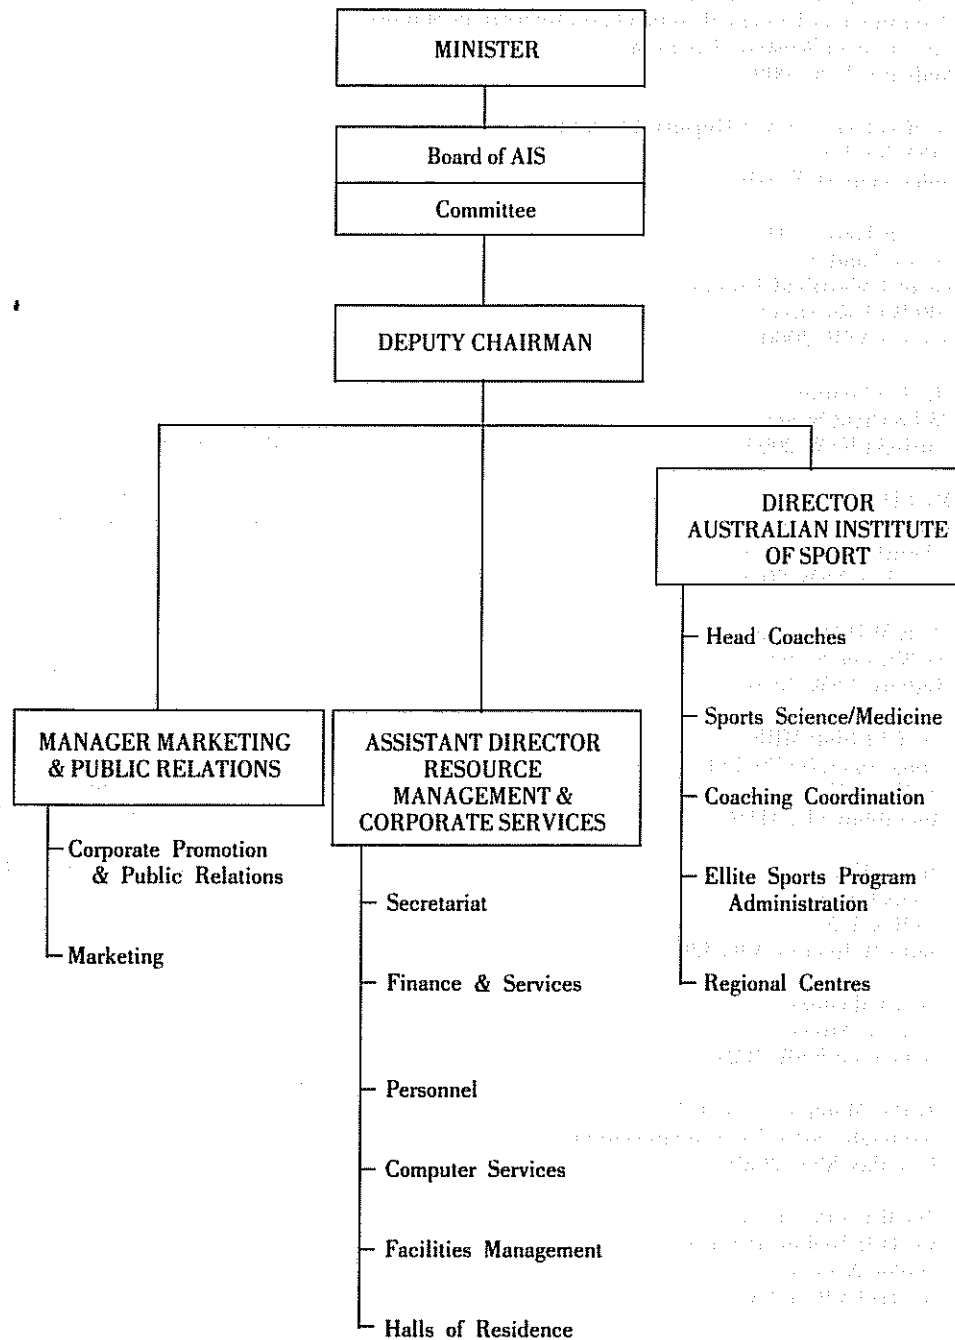 MINISTER
Board of AIS
Committee
DEPUTY CHAIRMAN
DIRECTOR
AUSTRALIAN INSTITUTE
OF SPORT
Head Coaches
Sports Science/Medicine
Coaching Coordination
Ellite Sports Program
Administration
Regional Centres
MANAGER MARKETING
& PUBLIC RELATIONS
Corporate Promotion
& Public Relations
Marketing
ASSISTANT DIRECTOR
RESOURCE
MANAGEMENT &
CORPORATE SERVICES
Secretariat
Finance & Services
Personnel
Computer Services
Facilities Management
Halls of Residence